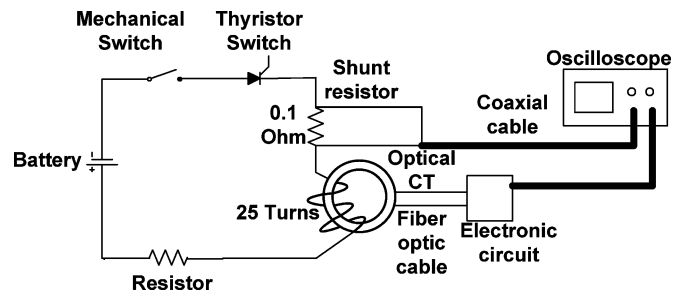 Mechanical
Switch
Thyristor
Switch
Shunt
resistor
Oscilloscope
0.1
Ohm
Coaxial
cable
Battery
-
+
Optical
CT
25 Turns
Fiber
optic
cable
Electronic
circuit
Resistor